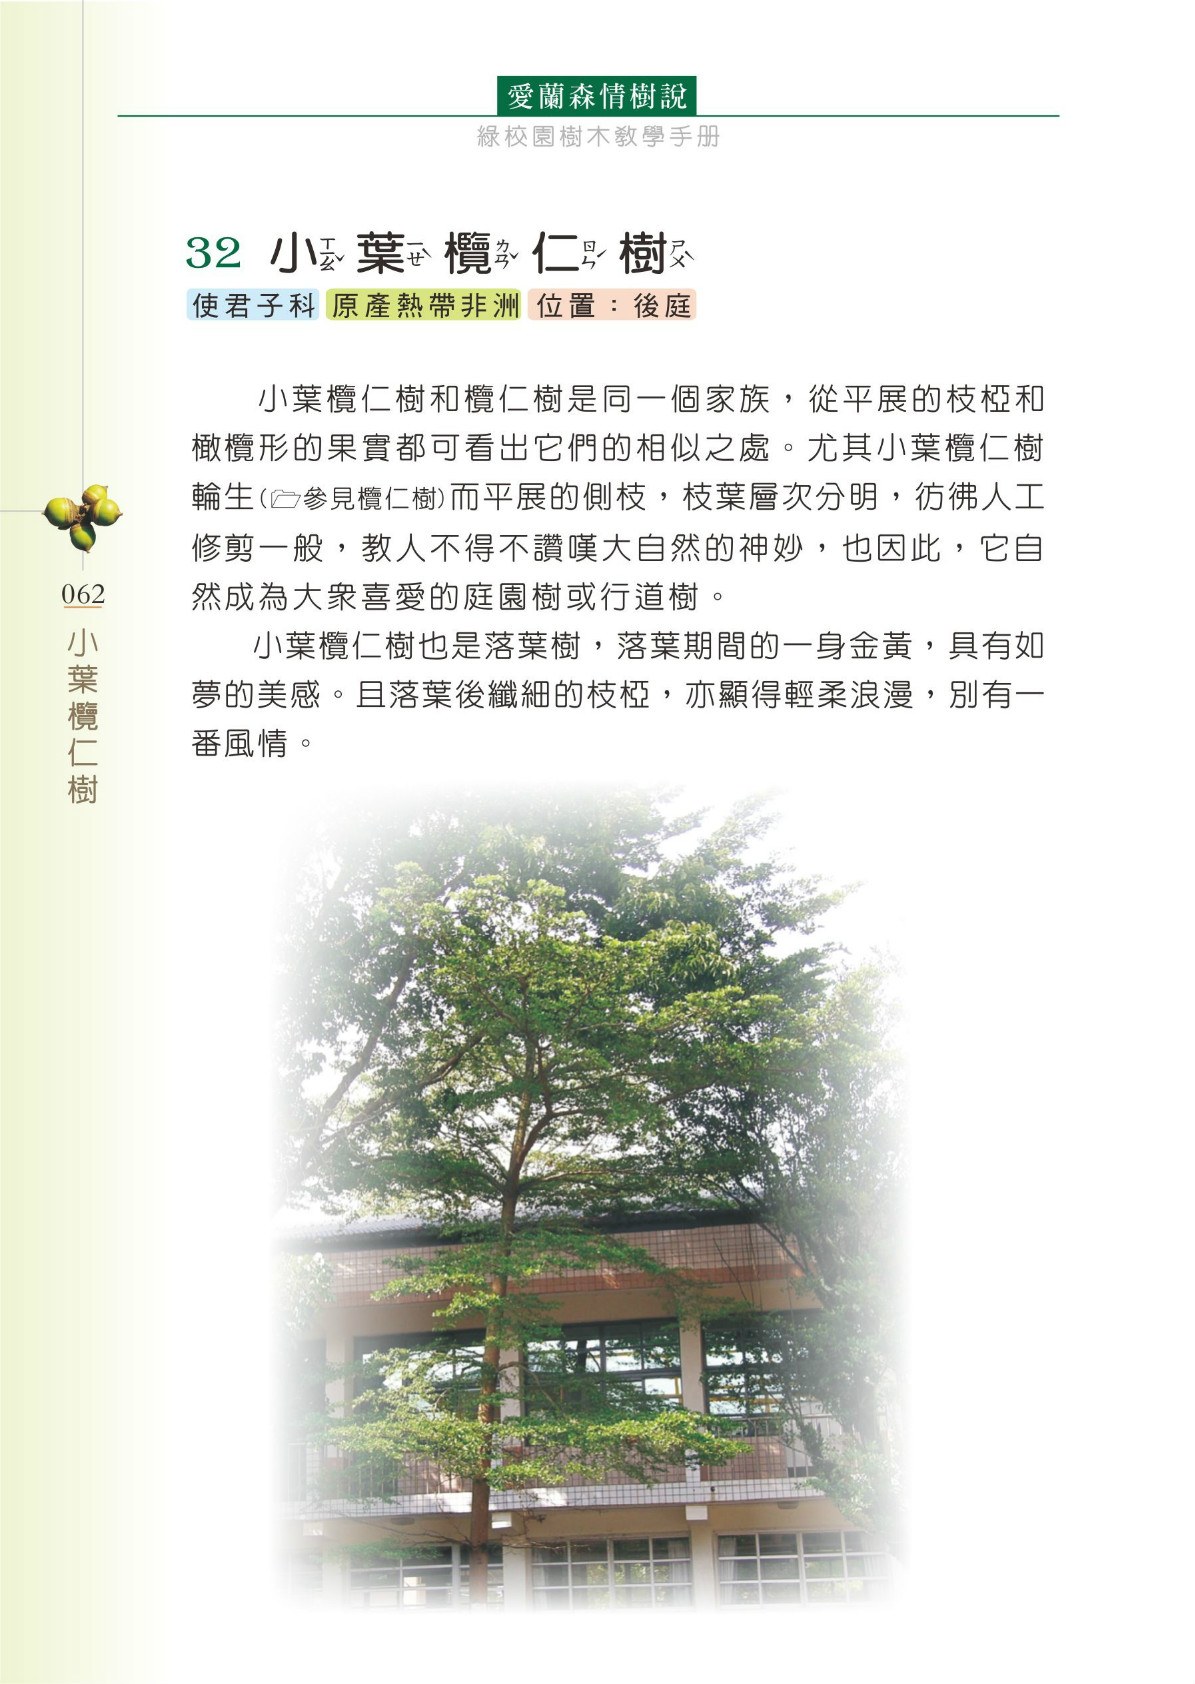 愛蘭森情樹說
綠校園樹木教學手册
32 小ㄒㄧㄠˇ葉ㄧㄝˋ欖ㄌㄢˇ仁ㄖㄣˊ樹ㄕㄨˋ
使君子科 原產熱帶非洲 位置：後庭
小葉欖仁樹和欖仁樹是同一個家族，從平展的枝椏和
橄欖形的果實都可看出它們的相似之處。尤其小葉欖仁樹
輪生(🗁參見欖仁樹)而平展的側枝，枝葉層次分明，彷彿人工
修剪一般，教人不得不讚嘆大自然的神妙，也因此，它自
然成為大衆喜愛的庭園樹或行道樹。
小葉欖仁樹也是落葉樹，落葉期間的一身金黃，具有如
夢的美感。且落葉後纖細的枝椏，亦顯得輕柔浪漫，別有一
番風情。
062
小葉欖仁樹